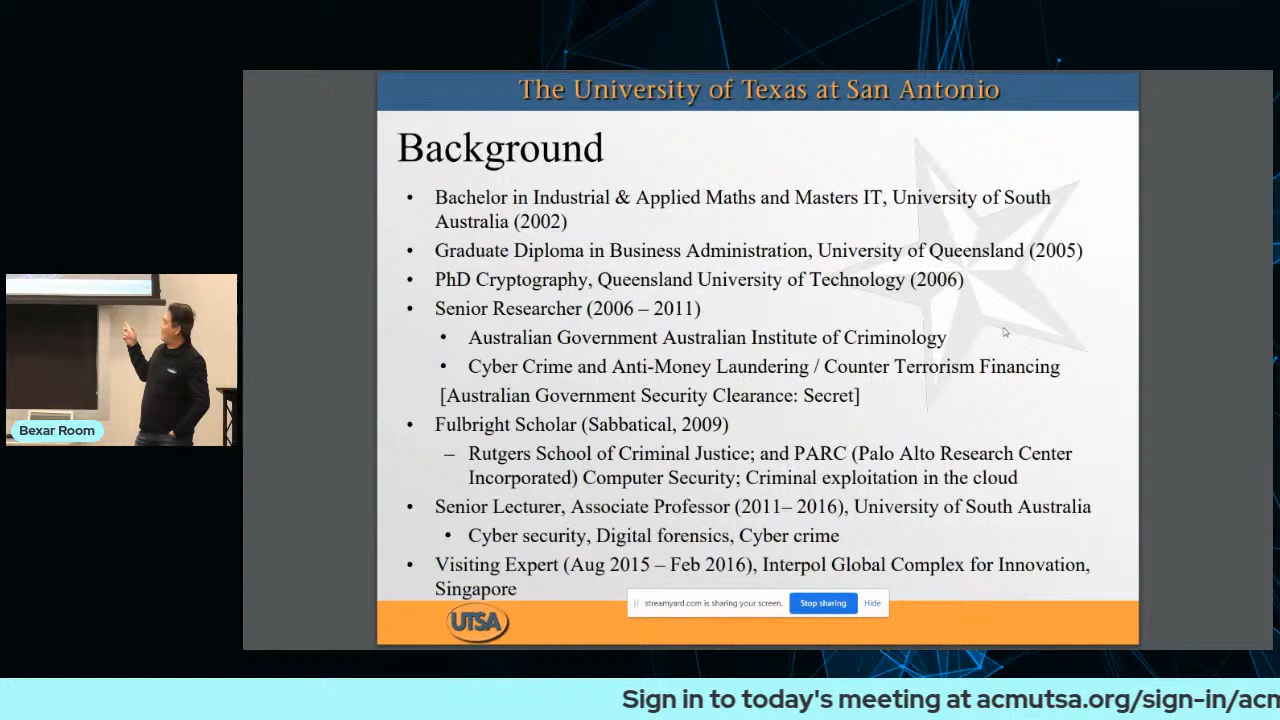 The University of Texas at San Antonio
Background
• Bachelor in Industrial & Applied Maths and Masters IT, University of South
Australia (2002)
• Graduate Diploma in Business Administration, University of Queensland (2005)
• PhD Cryptography, Queensland University of Technology (2006)
• Senior Researcher (2006 – 2011)
• Australian Government Australian Institute of Criminology
• Cyber Crime and Anti-Money Laundering / Counter Terrorism Financing
[Australian Government Security Clearance: Secret]
• Fulbright Scholar (Sabbatical, 2009)
– Rutgers School of Criminal Justice; and PARC (Palo Alto Research Center
Incorporated) Computer Security; Criminal exploitation in the cloud
• Senior Lecturer, Associate Professor (2011– 2016), University of South Australia
• Cyber security, Digital forensics, Cyber crime
• Visiting Expert (Aug 2015 – Feb 2016), Interpol Global Complex for Innovation,
Singapore
streamyard.com is sharing your screen. Stop sharing Hide
UTSA
Bexar Room
Sign in to today's meeting at acmutsa.org/sign-in/acm